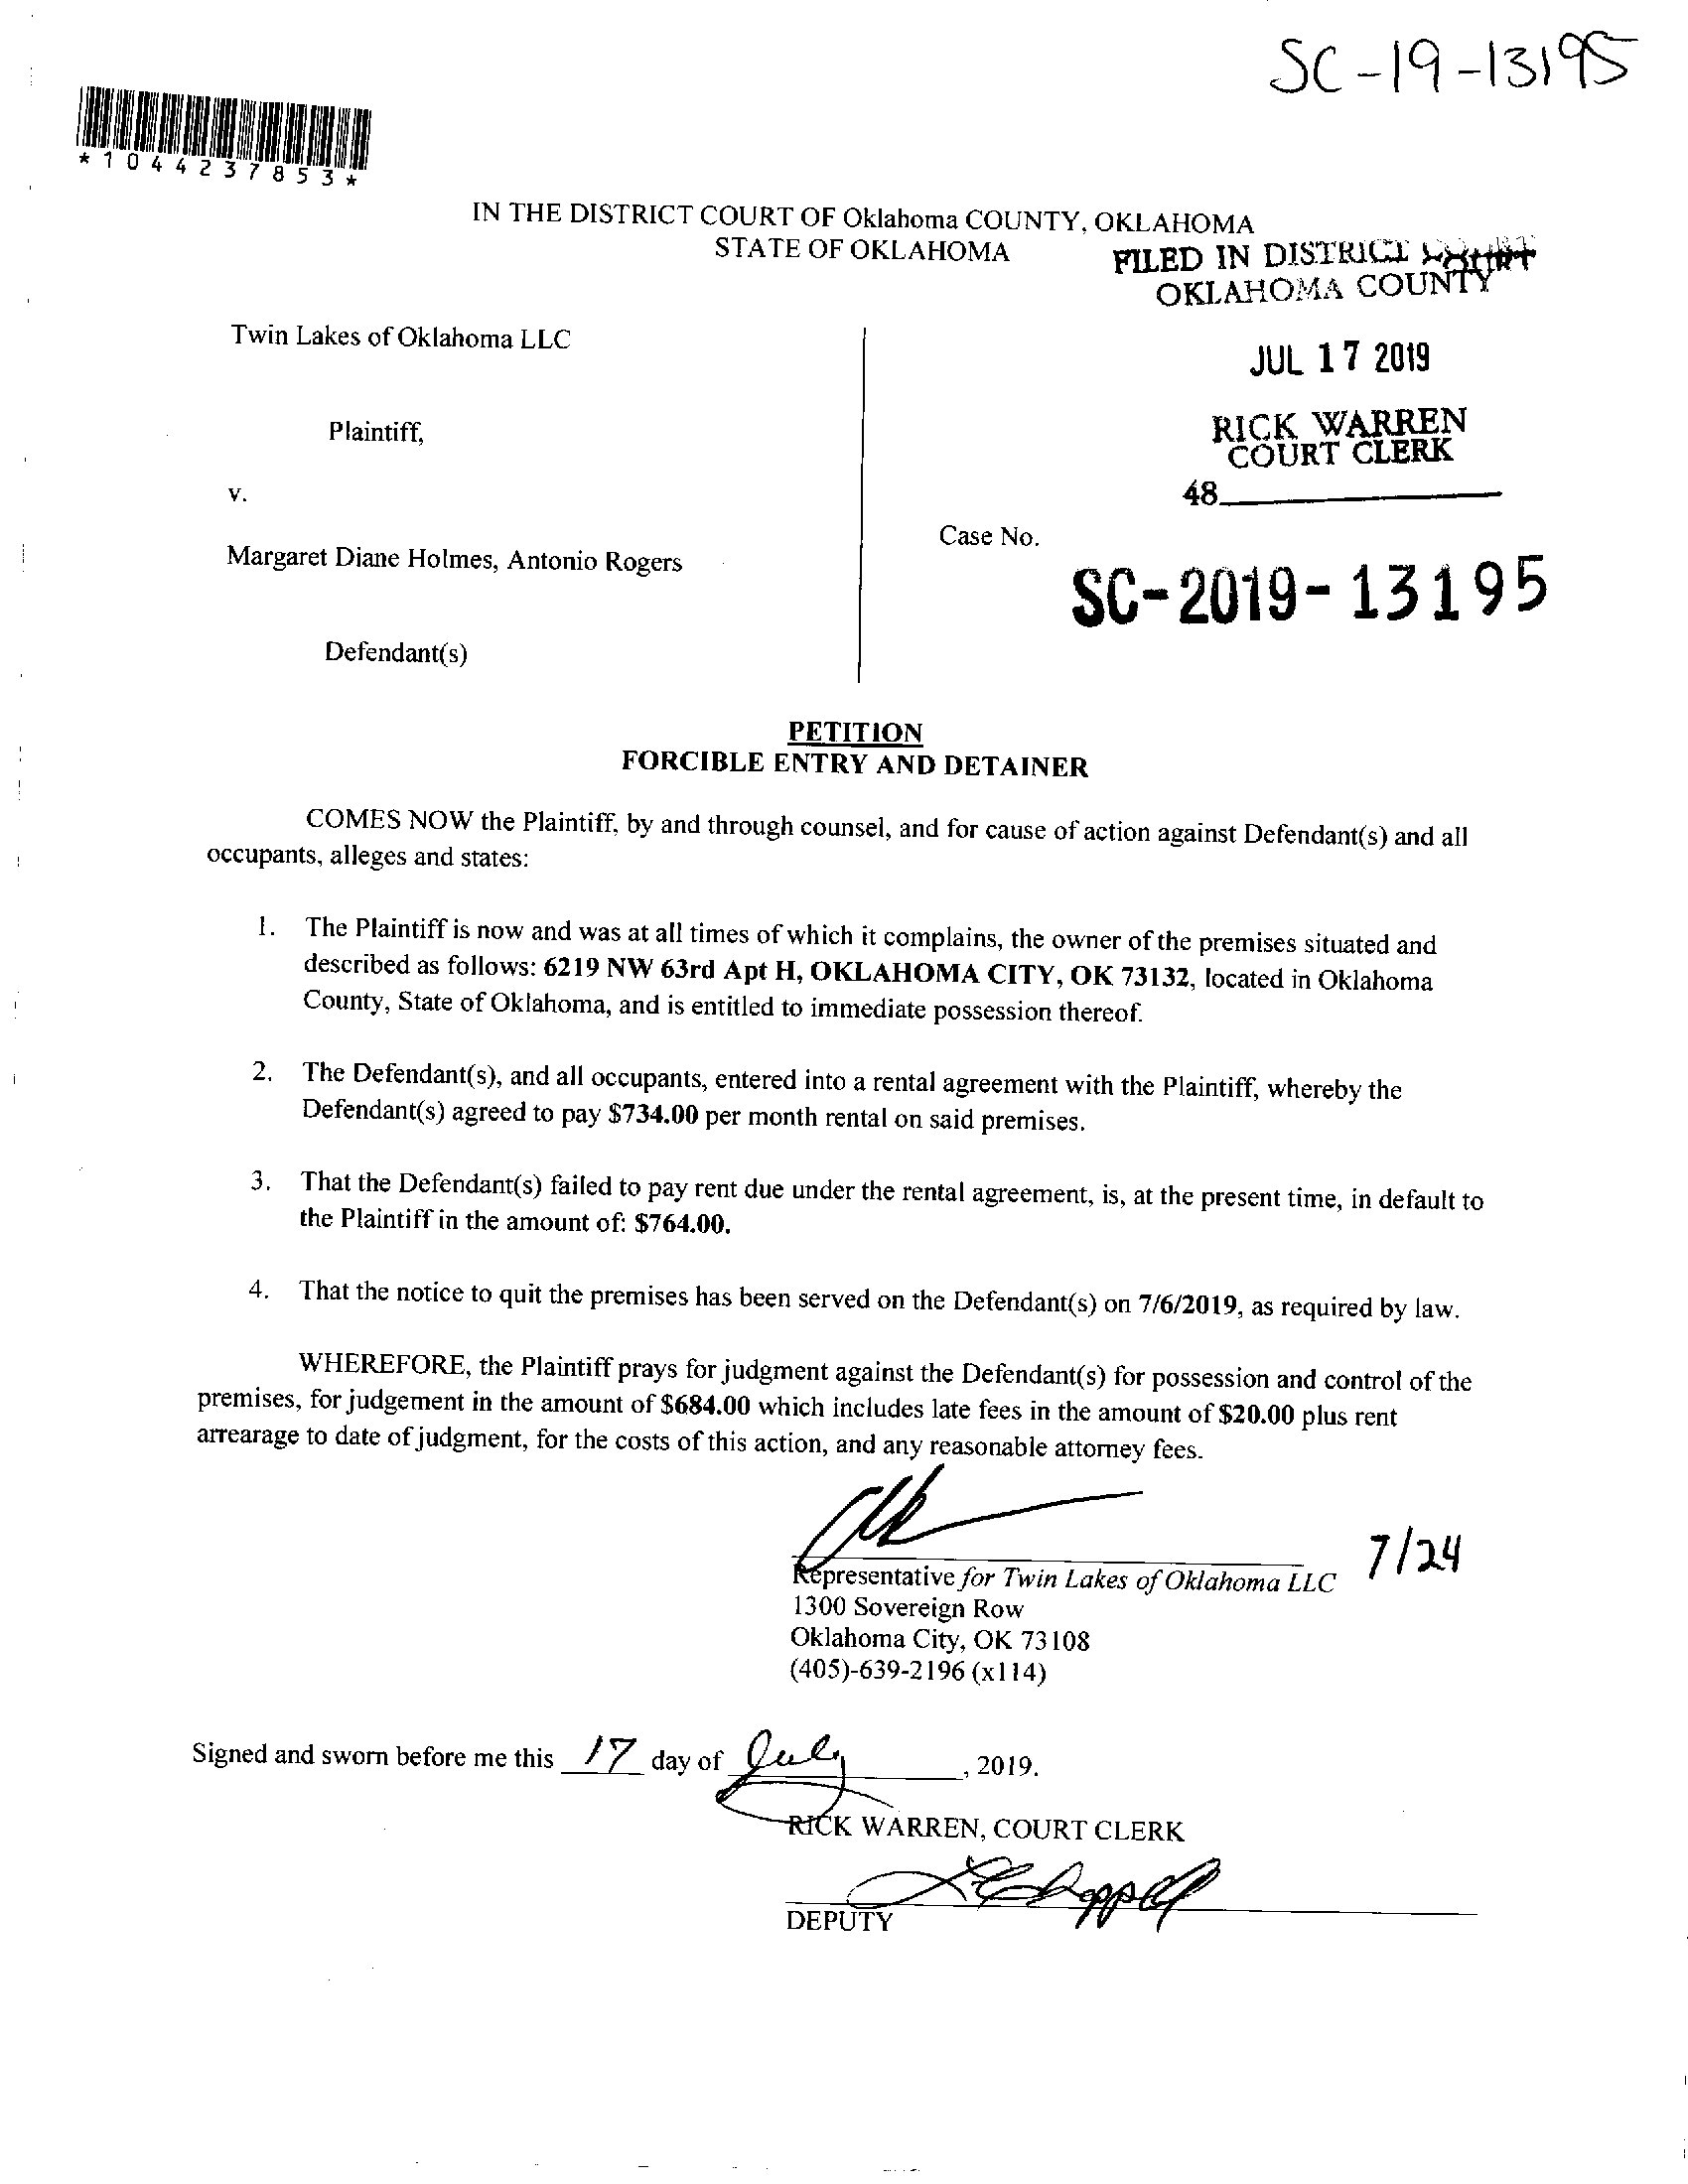 SC-19-13195
*1044237853*
IN THE DISTRICT COURT OF Oklahoma COUNTY, OKLAHOMA
STATE OF OKLAHOMA
FILED IN DISTRICT COURT
OKLAHOMA COUNTY
Twin Lakes of Oklahoma LLC
JUL 17 2019
Plaintiff,
RICK WARREN
COURT CLERK
48
v.
Case No.
Margaret Diane Holmes, Antonio Rogers
SC-2019-13195
Defendant(s)
PETITION
FORCIBLE ENTRY AND DETAINER
COMES NOW the Plaintiff, by and through counsel, and for cause of action against Defendant(s) and all
occupants, alleges and states:
1. The Plaintiff is now and was at all times of which it complains, the owner of the premises situated and
described as follows: 6219 NW 63rd Apt H, OKLAHOMA CITY, OK 73132, located in Oklahoma
County, State of Oklahoma, and is entitled to immediate possession thereof.
2. The Defendant(s), and all occupants, entered into a rental agreement with the Plaintiff, whereby the
Defendant(s) agreed to pay $734.00 per month rental on said premises.
3. That the Defendant(s) failed to pay rent due under the rental agreement, is, at the present time, in default to
the Plaintiff in the amount of: $764.00.
4. That the notice to quit the premises has been served on the Defendant(s) on 7/6/2019, as required by law.
WHEREFORE, the Plaintiff prays for judgment against the Defendant(s) for possession and control of the
premises, for judgement in the amount of $684.00 which includes late fees in the amount of $20.00 plus rent
arrearage to date of judgment, for the costs of this action, and any reasonable attorney fees.
7/24
Representative for Twin Lakes of Oklahoma LLC
1300 Sovereign Row
Oklahoma City, OK 73108
(405)-639-2196 (x114)
Signed and sworn before me this 17 day of July, 2019.
RICK WARREN, COURT CLERK
DEPUTY